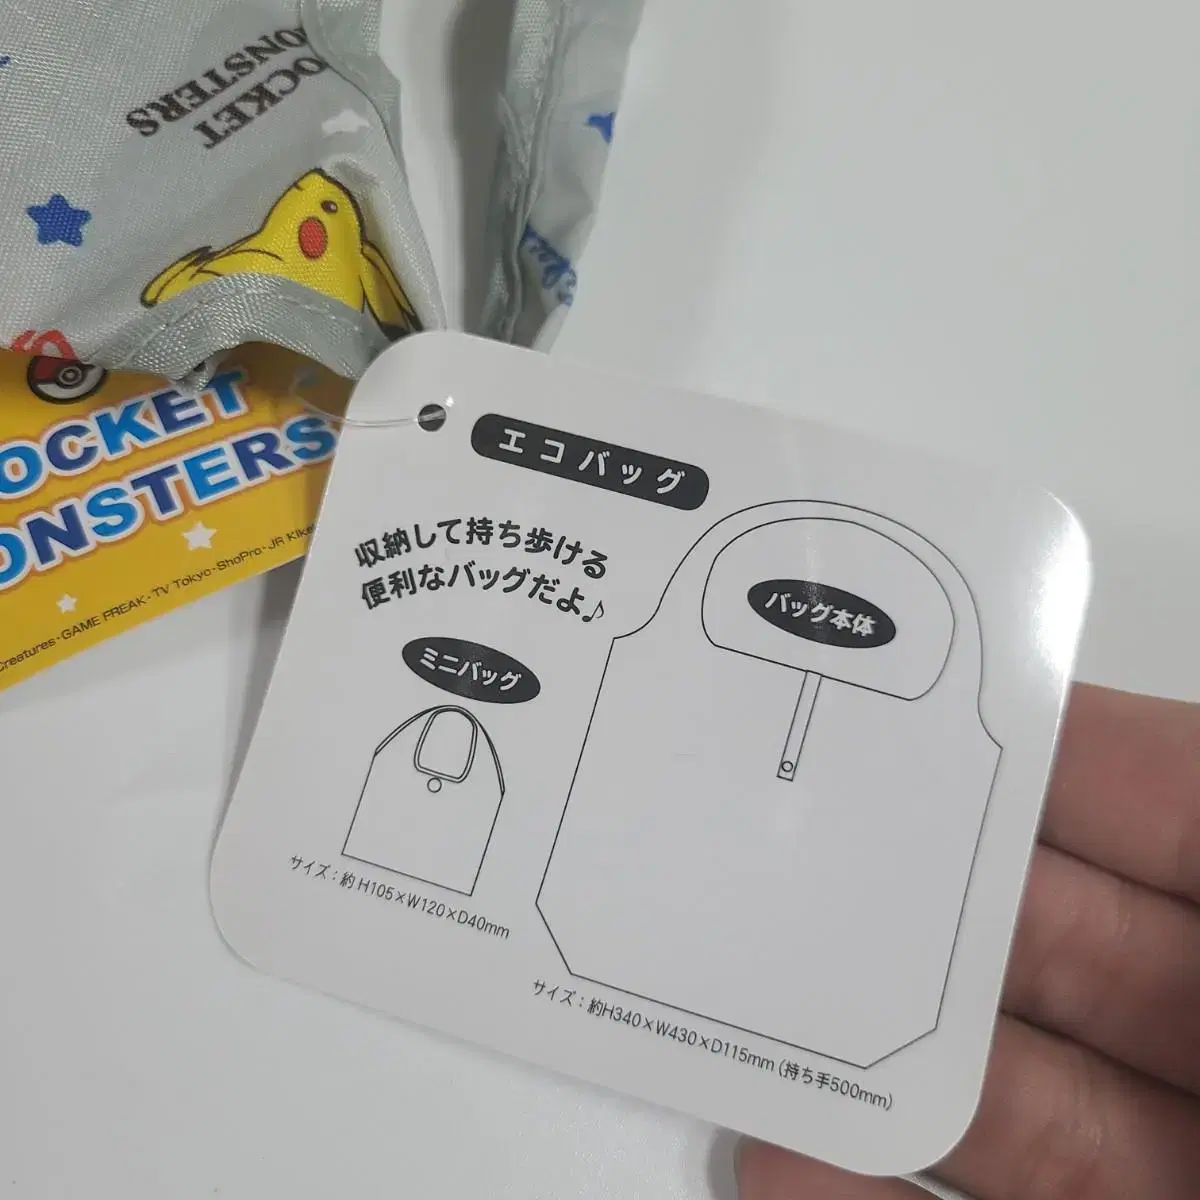 POCKET
MONSTERS
POCKET
MONSTERS
Creatures・GAME FREAK・TV Tokyo・ShoPro・JR Kikaku
エコバッグ
収納して持ち歩ける
便利なバッグだよ♪
バッグ本体
ミニバッグ
サイズ：約 H105×W120×D40mm
サイズ：約H340×W430×D115mm (持ち手500mm)